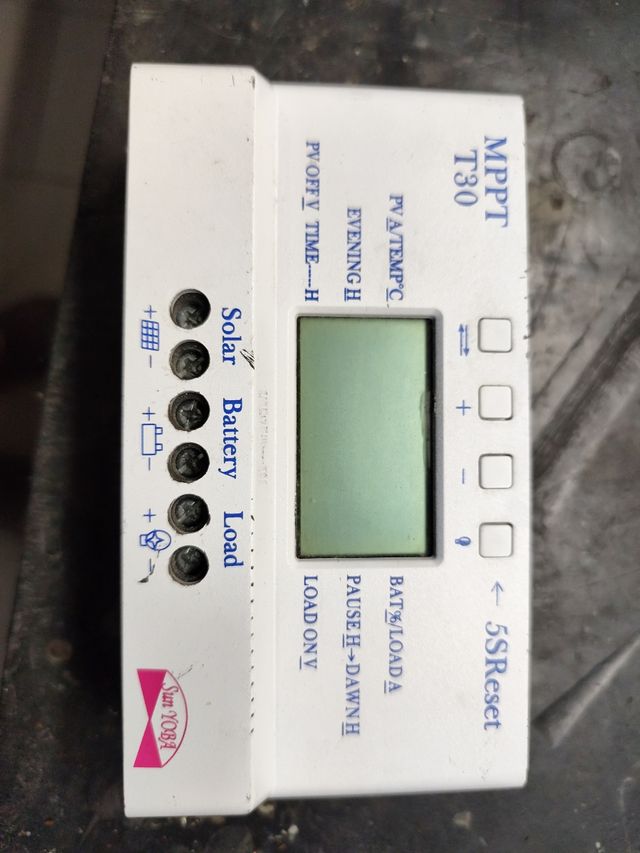 MPPT
T30
← 5SReset
+
-
PV A/TEMP°C
BAT%/LOAD A
EVENING H
PAUSE H→DAWN H
PV OFF V TIME----H
LOAD ON V
Solar Battery Load
+ - + - + -
Sun YOBA